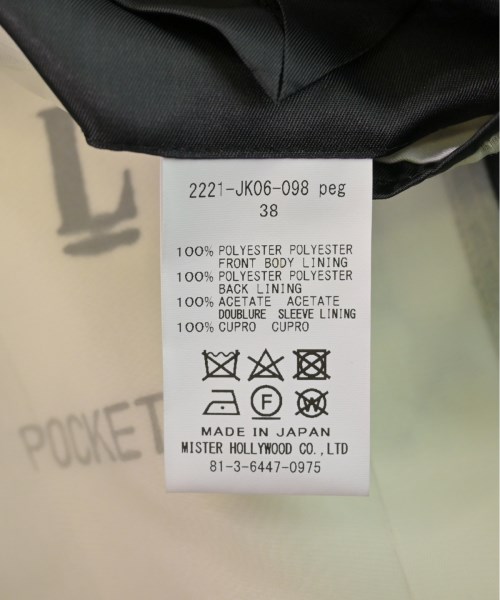 2221-JK06-098 peg
38
100% POLYESTER POLYESTER
FRONT BODY LINING
100% POLYESTER POLYESTER
BACK LINING
100% ACETATE ACETATE
DOUBLURE SLEEVE LINING
100% CUPRO CUPRO
F
W
MADE IN JAPAN
MISTER HOLLYWOOD CO.,LTD
81-3-6447-0975
L
POCKET